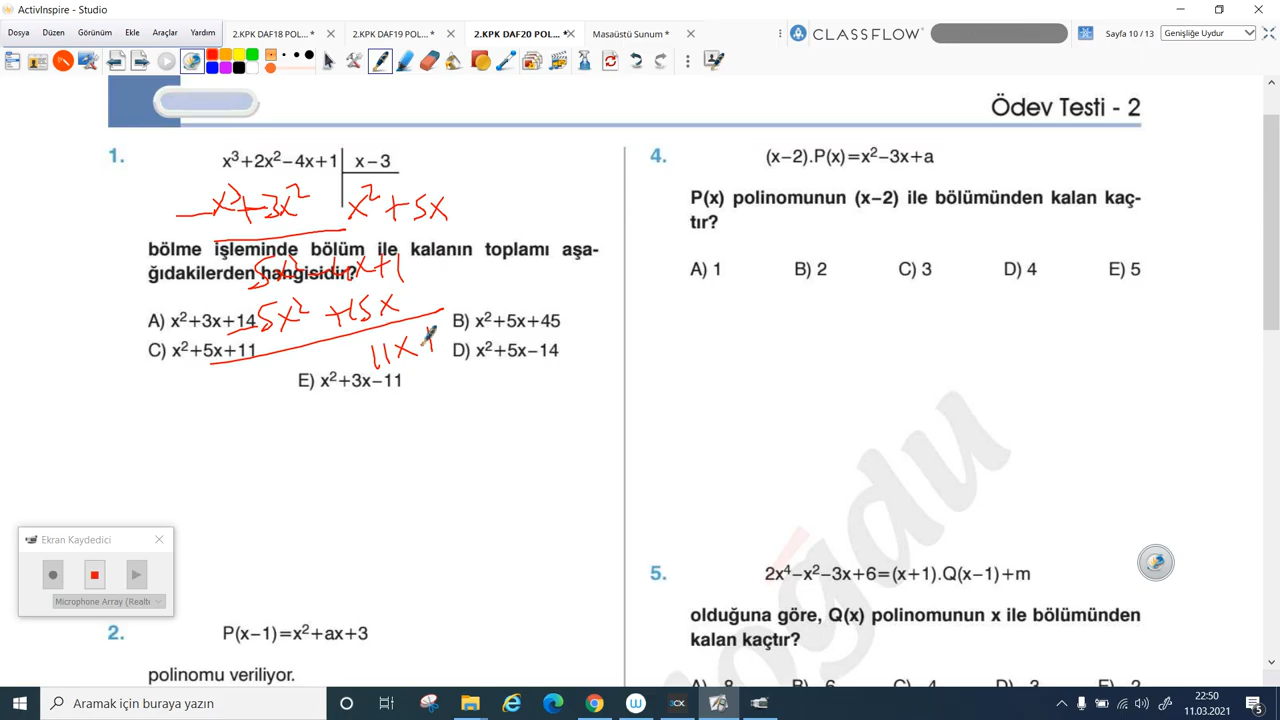 ActivInspire - Studio
Dosya Düzen Görünüm Ekle Araçlar Yardım
2.KPK DAF18 POL...* 2.KPK DAF19 POL...* 2.KPK DAF20 POL...* Masaüstü Sunum *
CLASSFLOW
Sayfa 10 / 13
Genişliğe Uydur
Ödev Testi - 2
1.
x³+2x²−4x+1 x−3
x³+3x² x²+5x
bölme işleminde bölüm ile kalanın toplamı aşa-
ğıdakilerden hangisidir?
5x²−4x+1
5x² +15x
11x+
A) x²+3x+14
B) x²+5x+45
C) x²+5x+11
D) x²+5x−14
E) x²+3x−11
2.
P(x−1)=x²+ax+3
polinomu veriliyor.
4.
(x−2).P(x)=x²−3x+a
P(x) polinomunun (x−2) ile bölümünden kalan kaç-
tır?
A) 1 B) 2 C) 3 D) 4 E) 5
5.
2x⁴−x²−3x+6=(x+1).Q(x−1)+m
olduğuna göre, Q(x) polinomunun x ile bölümünden
kalan kaçtır?
Ekran Kaydedici
Microphone Array (Realt
Aramak için buraya yazın
22:50
11.03.2021
5